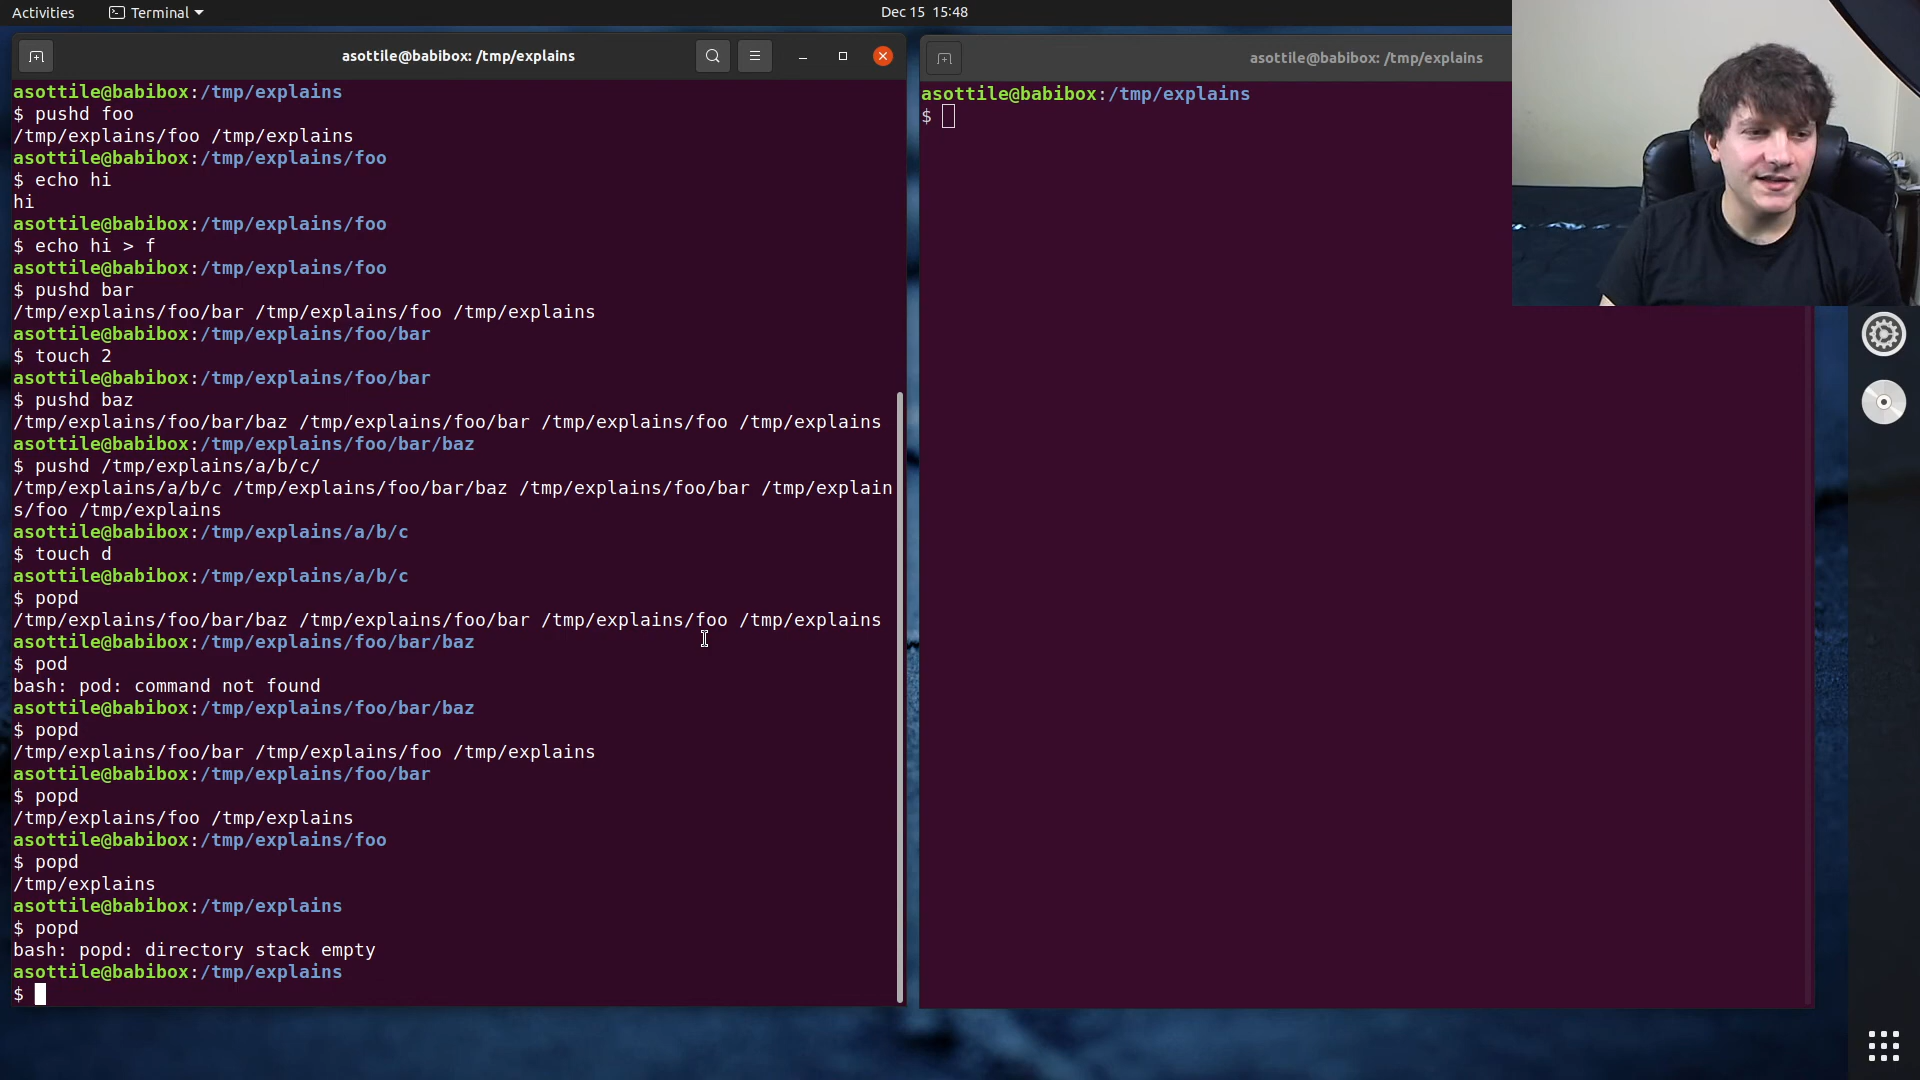 Activities
Terminal
Dec 15 15:48
asottile@babibox: /tmp/explains
asottile@babibox:/tmp/explains
$ pushd foo
/tmp/explains/foo /tmp/explains
asottile@babibox:/tmp/explains/foo
$ echo hi
hi
asottile@babibox:/tmp/explains/foo
$ echo hi > f
asottile@babibox:/tmp/explains/foo
$ pushd bar
/tmp/explains/foo/bar /tmp/explains/foo /tmp/explains
asottile@babibox:/tmp/explains/foo/bar
$ touch 2
asottile@babibox:/tmp/explains/foo/bar
$ pushd baz
/tmp/explains/foo/bar/baz /tmp/explains/foo/bar /tmp/explains/foo /tmp/explains
asottile@babibox:/tmp/explains/foo/bar/baz
$ pushd /tmp/explains/a/b/c/
/tmp/explains/a/b/c /tmp/explains/foo/bar/baz /tmp/explains/foo/bar /tmp/explain
s/foo /tmp/explains
asottile@babibox:/tmp/explains/a/b/c
$ touch d
asottile@babibox:/tmp/explains/a/b/c
$ popd
/tmp/explains/foo/bar/baz /tmp/explains/foo/bar /tmp/explains/foo /tmp/explains
asottile@babibox:/tmp/explains/foo/bar/baz
$ pod
bash: pod: command not found
asottile@babibox:/tmp/explains/foo/bar/baz
$ popd
/tmp/explains/foo/bar /tmp/explains/foo /tmp/explains
asottile@babibox:/tmp/explains/foo/bar
$ popd
/tmp/explains/foo /tmp/explains
asottile@babibox:/tmp/explains/foo
$ popd
/tmp/explains
asottile@babibox:/tmp/explains
$ popd
bash: popd: directory stack empty
asottile@babibox:/tmp/explains
$
asottile@babibox: /tmp/explains
asottile@babibox:/tmp/explains
$